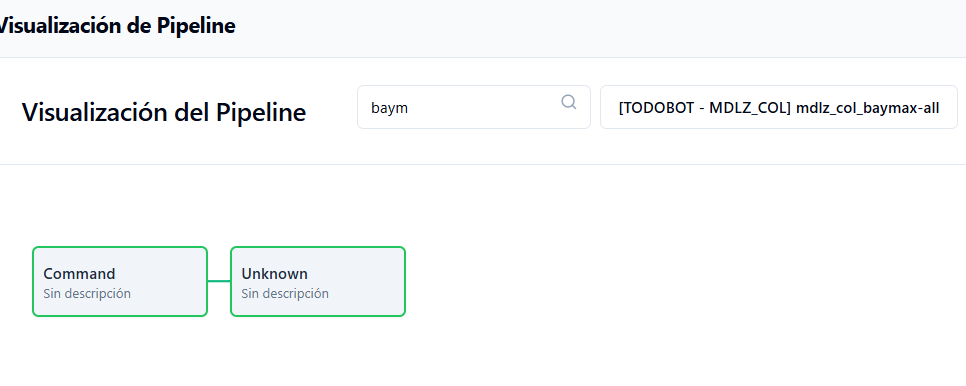 Visualización de Pipeline
Visualización del Pipeline
baym
[TODOBOT - MDLZ_COL] mdlz_col_baymax-all
Command
Sin descripción
Unknown
Sin descripción